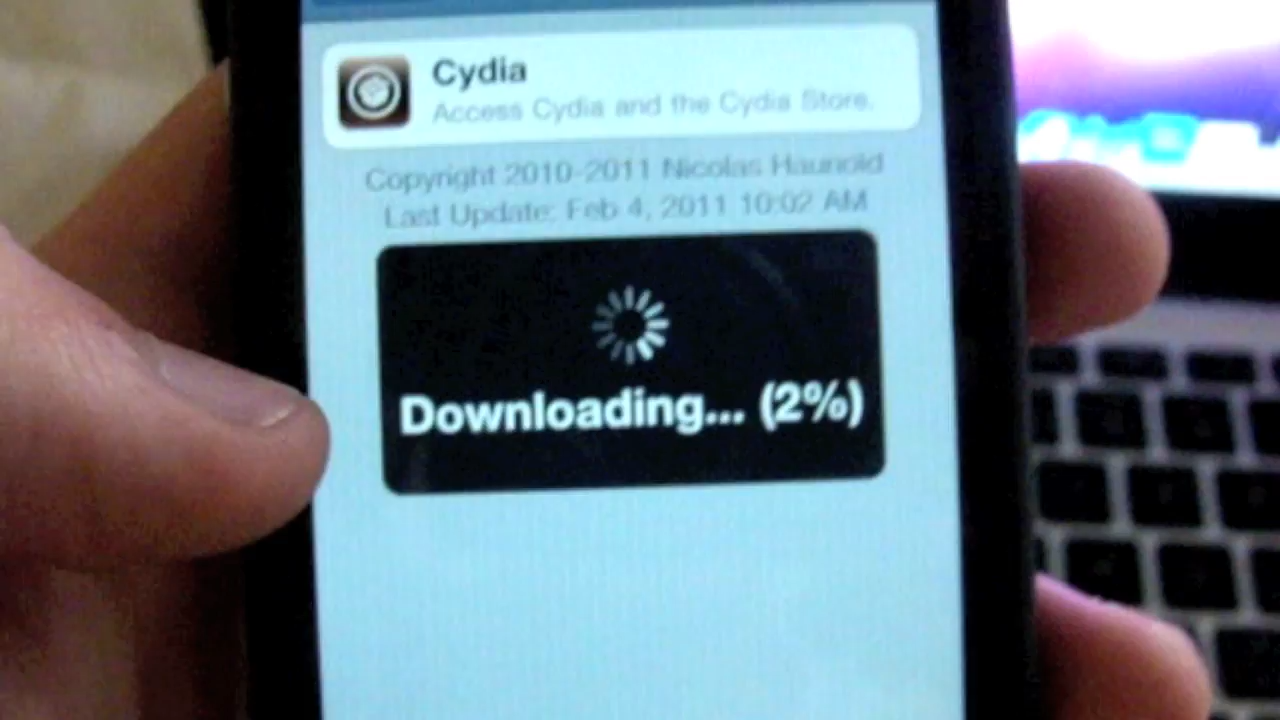 Cydia
Access Cydia and the Cydia Store.
Copyright 2010-2011 Nicolas Haunold
Last Update: Feb 4, 2011 10:02 AM
Downloading... (2%)